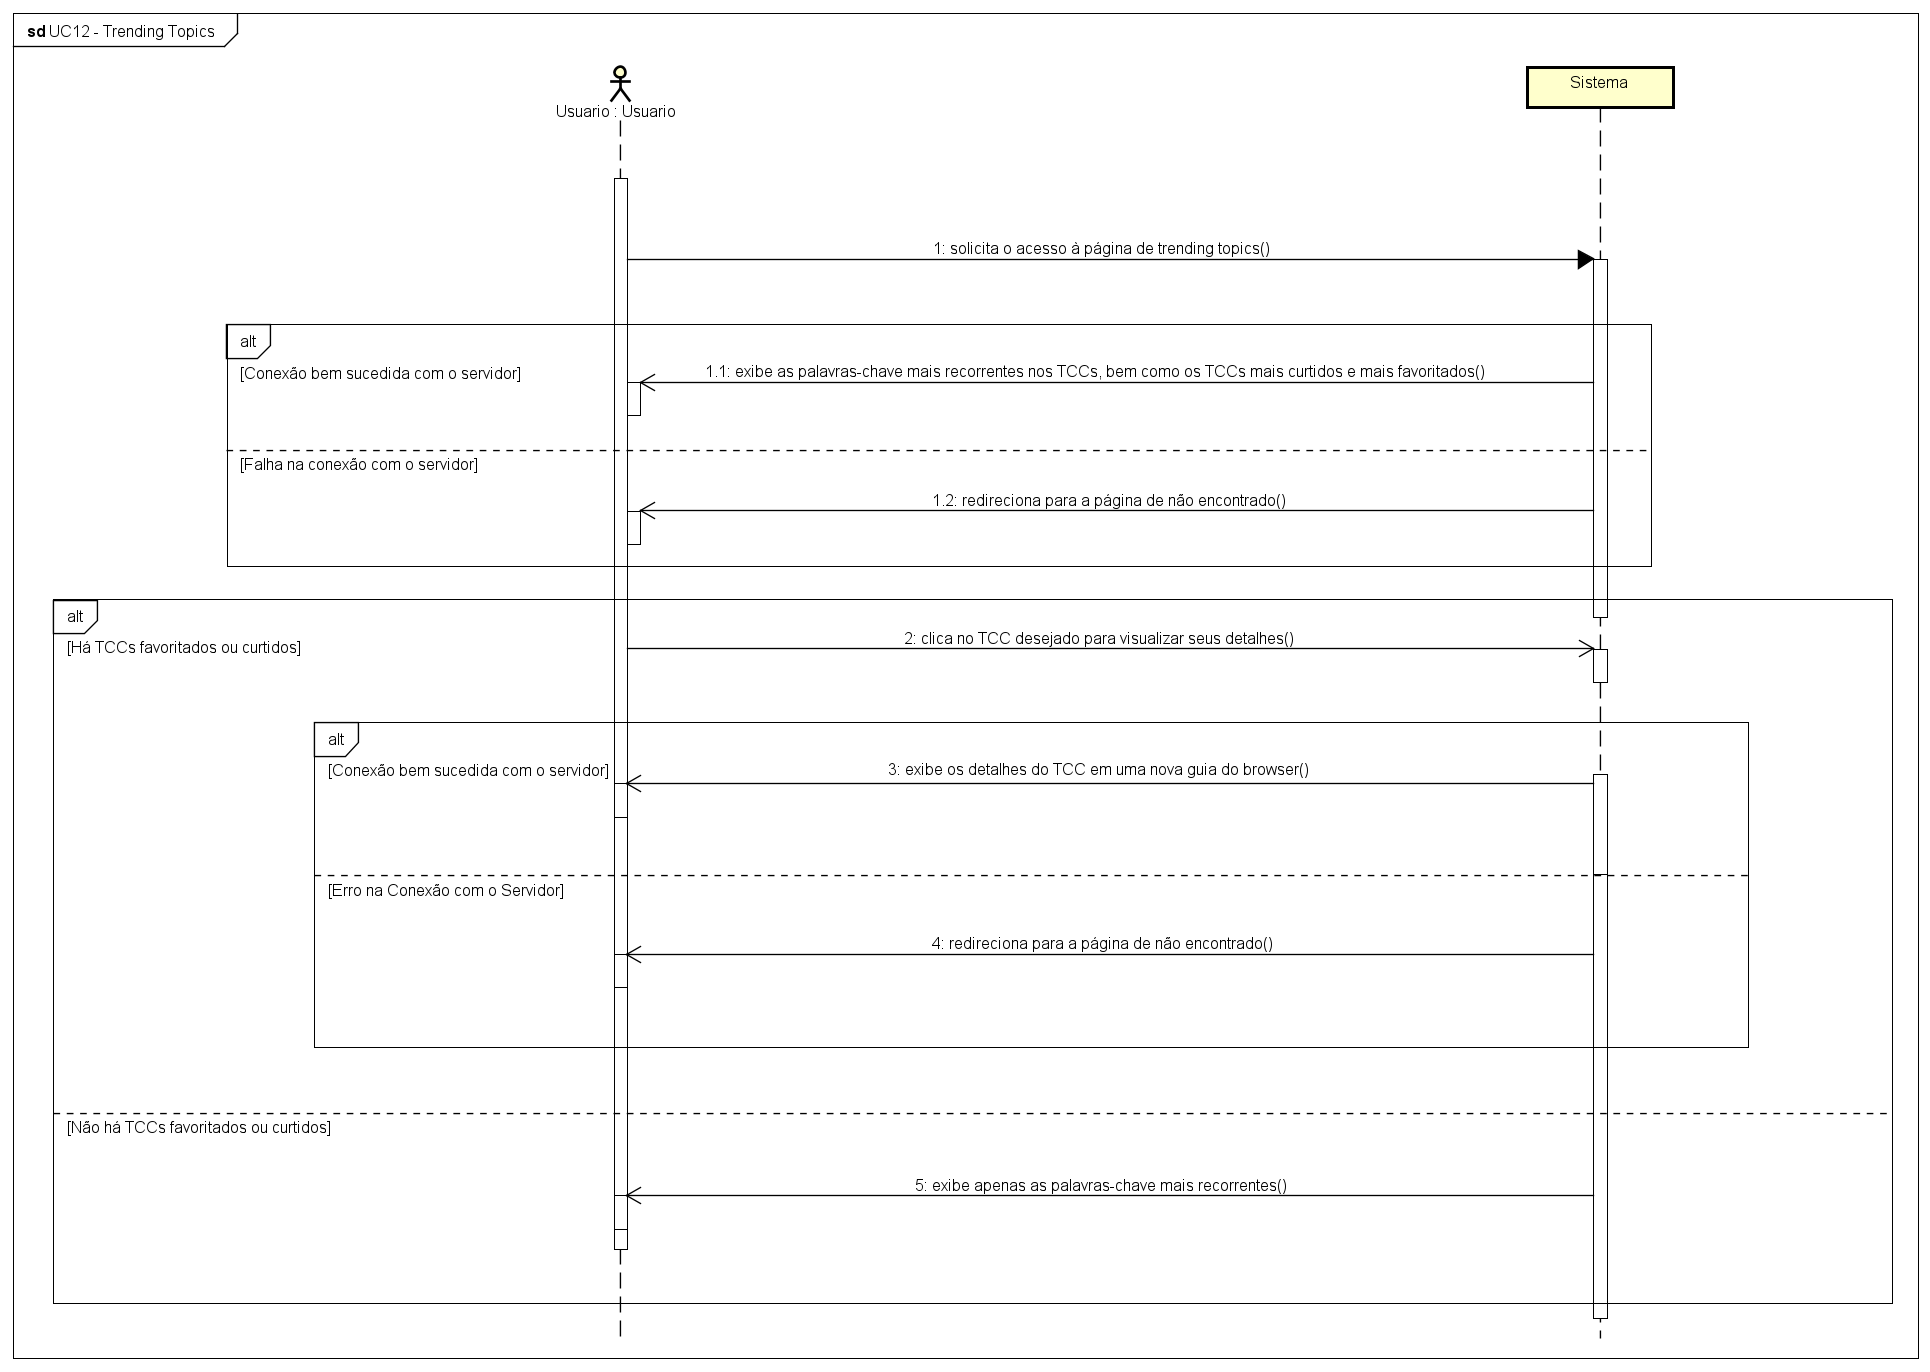 sd UC12 - Trending Topics
Usuario : Usuario
Sistema
1: solicita o acesso à página de trending topics()
alt
[Conexão bem sucedida com o servidor]
1.1: exibe as palavras-chave mais recorrentes nos TCCs, bem como os TCCs mais curtidos e mais favoritados()
[Falha na conexão com o servidor]
1.2: redireciona para a página de não encontrado()
alt
[Há TCCs favoritados ou curtidos]
2: clica no TCC desejado para visualizar seus detalhes()
alt
[Conexão bem sucedida com o servidor]
3: exibe os detalhes do TCC em uma nova guia do browser()
[Erro na Conexão com o Servidor]
4: redireciona para a página de não encontrado()
[Não há TCCs favoritados ou curtidos]
5: exibe apenas as palavras-chave mais recorrentes()